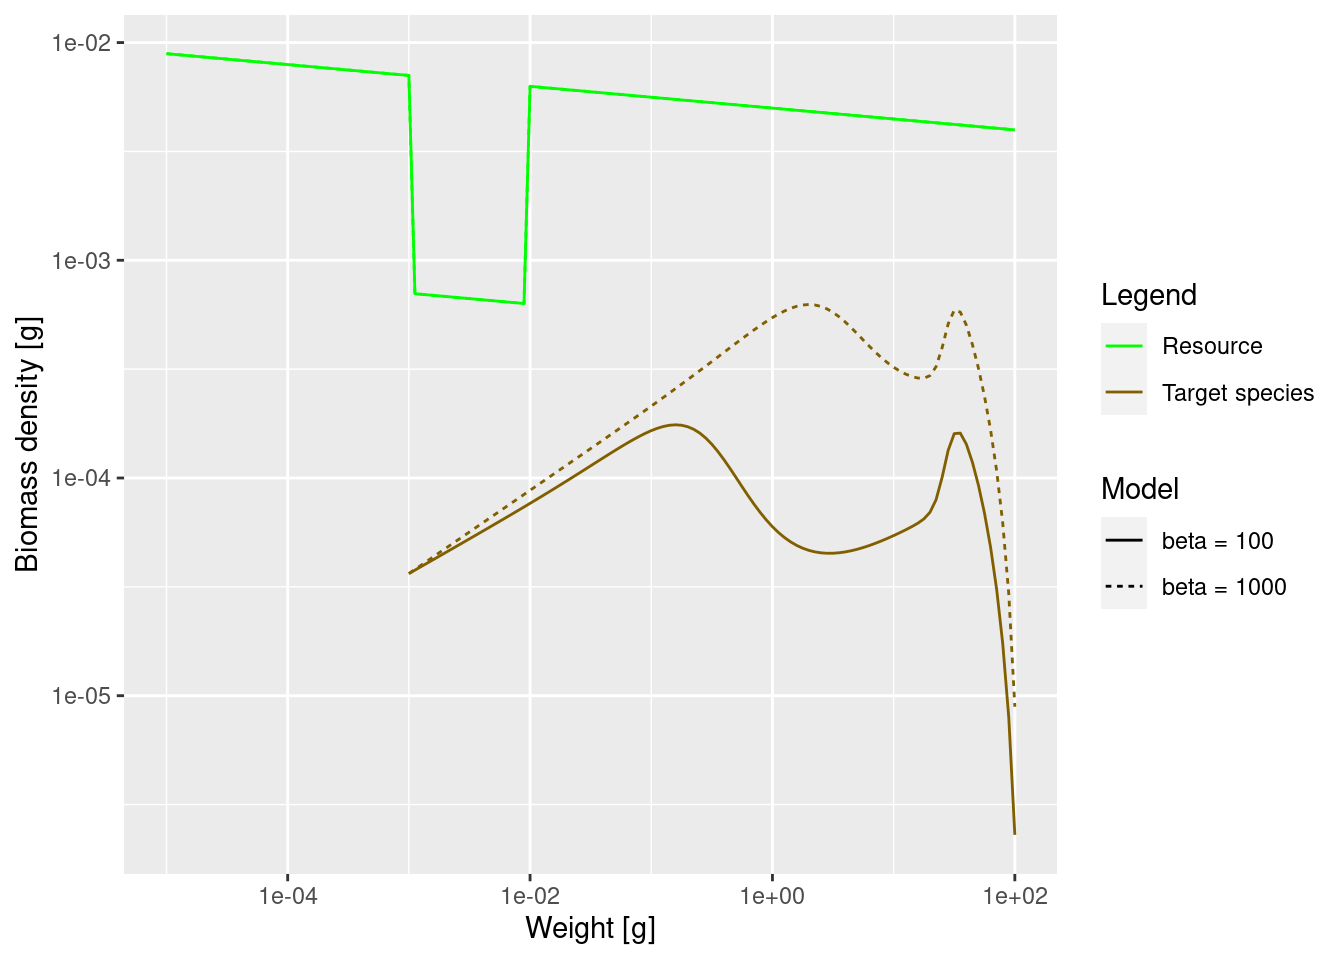 1e-02
1e-03
1e-04
1e-05
Biomass density [g]
1e-04
1e-02
1e+00
1e+02
Weight [g]
Legend
Resource
Target species
Model
beta = 100
beta = 1000